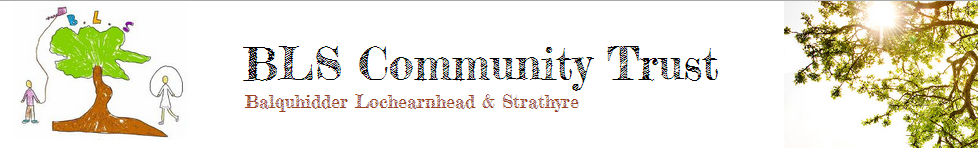 B.L.S
BLS Community Trust
Balquhidder Lochearnhead & Strathyre